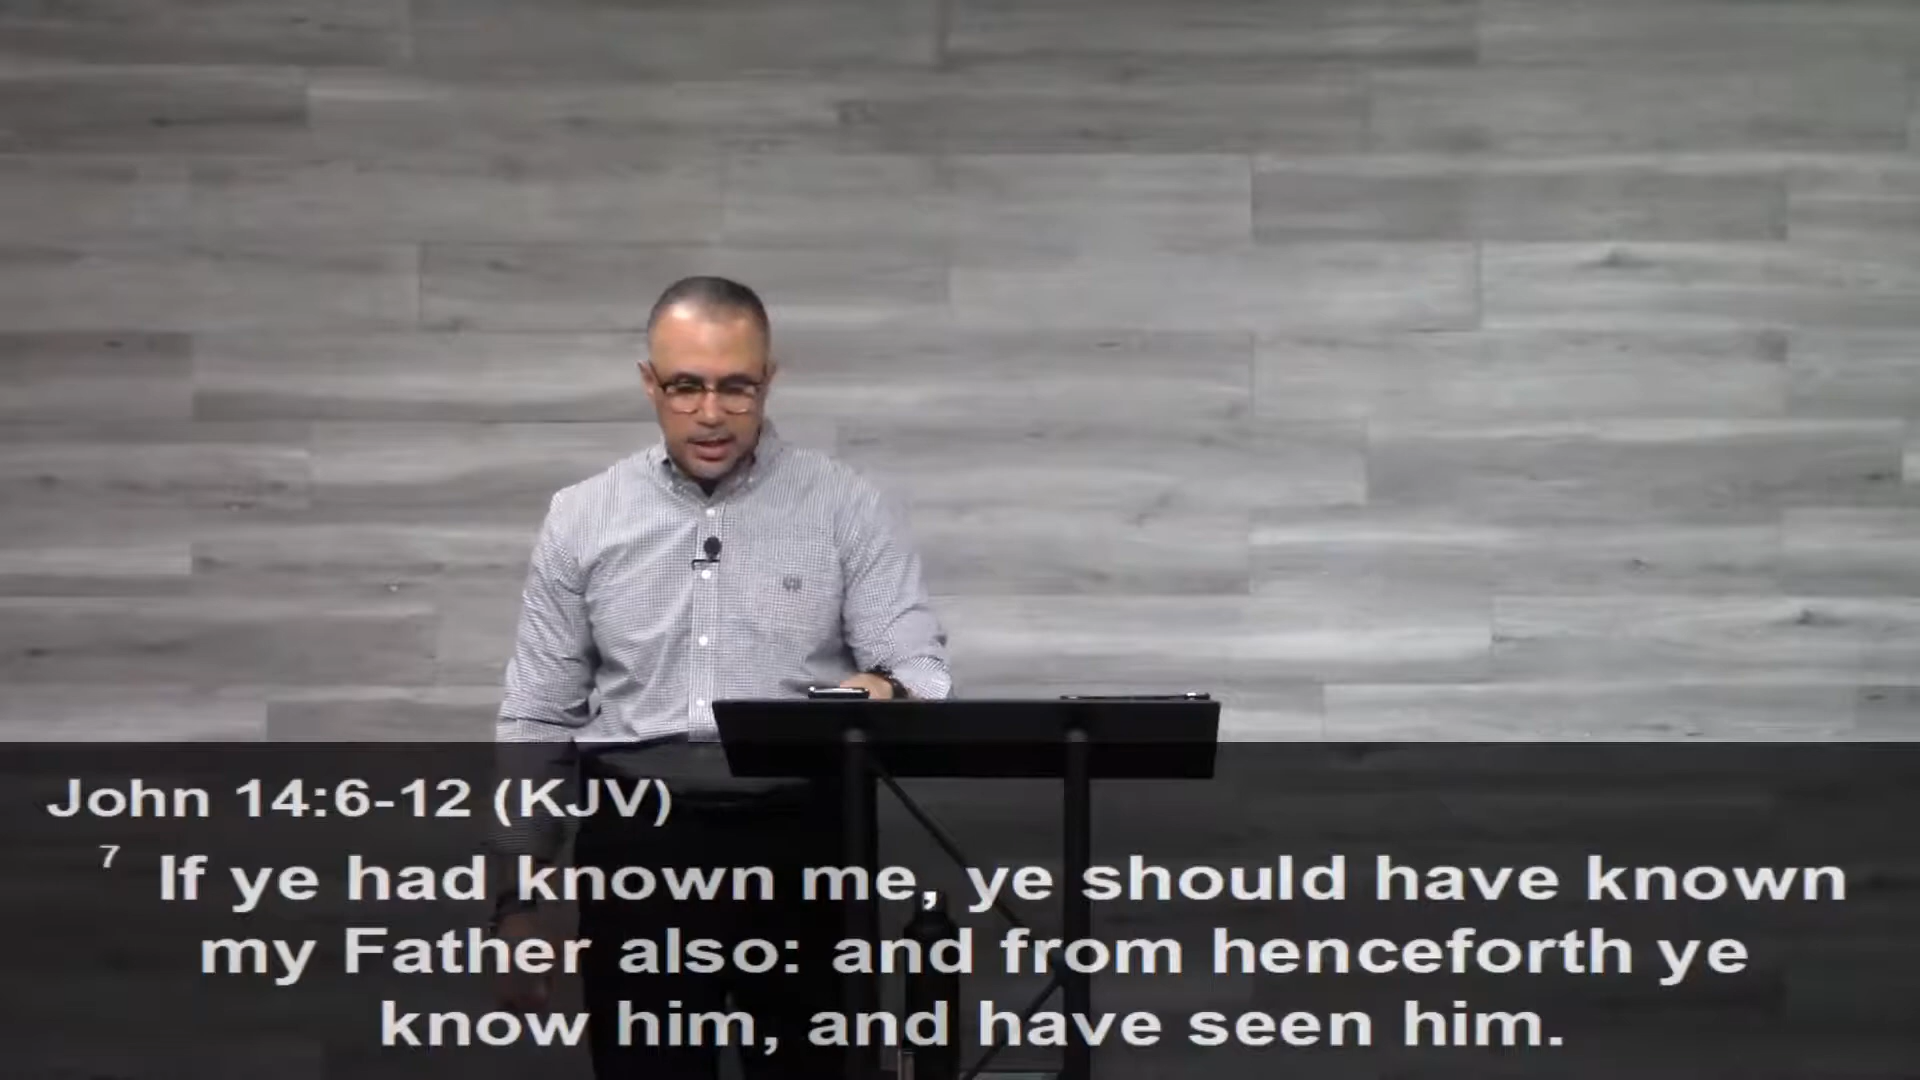 John 14:6-12 (KJV)
7 If ye had known me, ye should have known
my Father also: and from henceforth ye
know him, and have seen him.